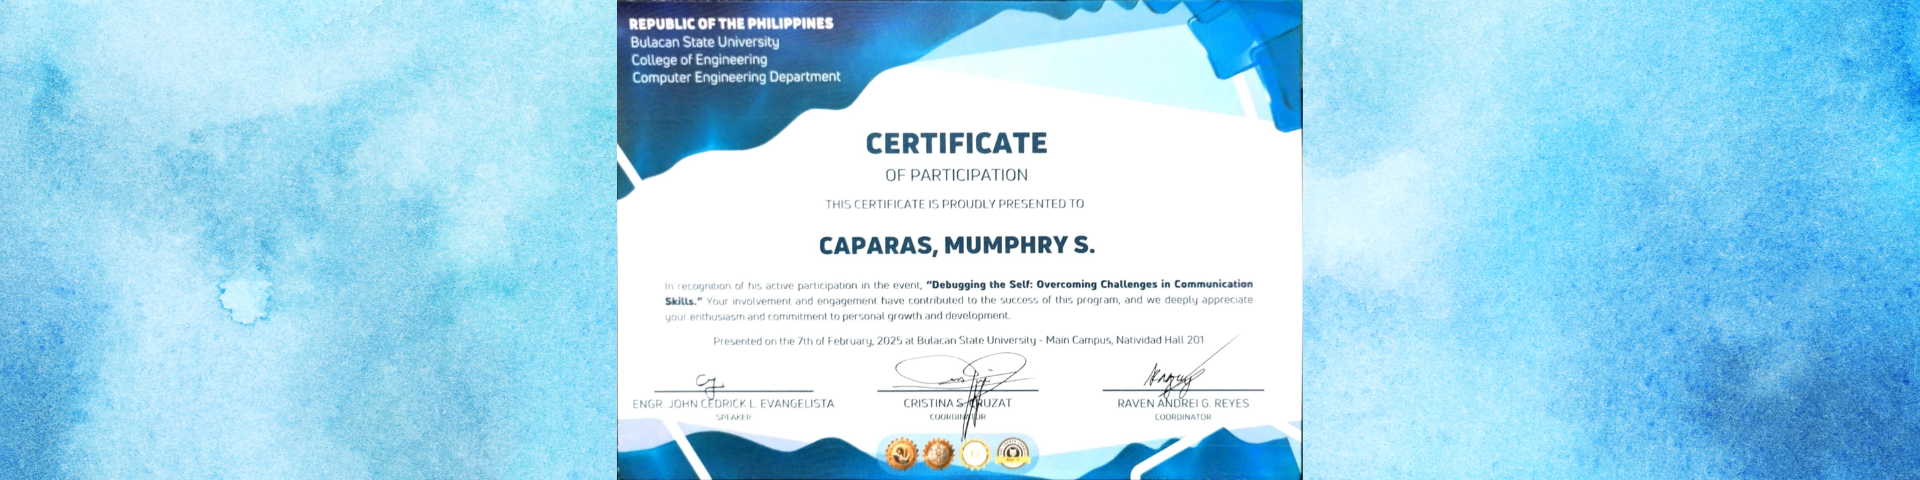 REPUBLIC OF THE PHILIPPINES
Bulacan State University
College of Engineering
Computer Engineering Department
CERTIFICATE
OF PARTICIPATION
THIS CERTIFICATE IS PROUDLY PRESENTED TO
CAPARAS, MUMPHRY S.
In recognition of his active participation in the event, "Debugging the Self: Overcoming Challenges in Communication
Skills." Your involvement and engagement have contributed to the success of this program, and we deeply appreciate
your enthusiasm and commitment to personal growth and development.
Presented on the 7th of February, 2025 at Bulacan State University - Main Campus, Natividad Hall 201
ENGR. JOHN CEDRICK L. EVANGELISTA
SPEAKER
CRISTINA S. CRUZAT
COORDINATOR
RAVEN ANDREI G. REYES
COORDINATOR